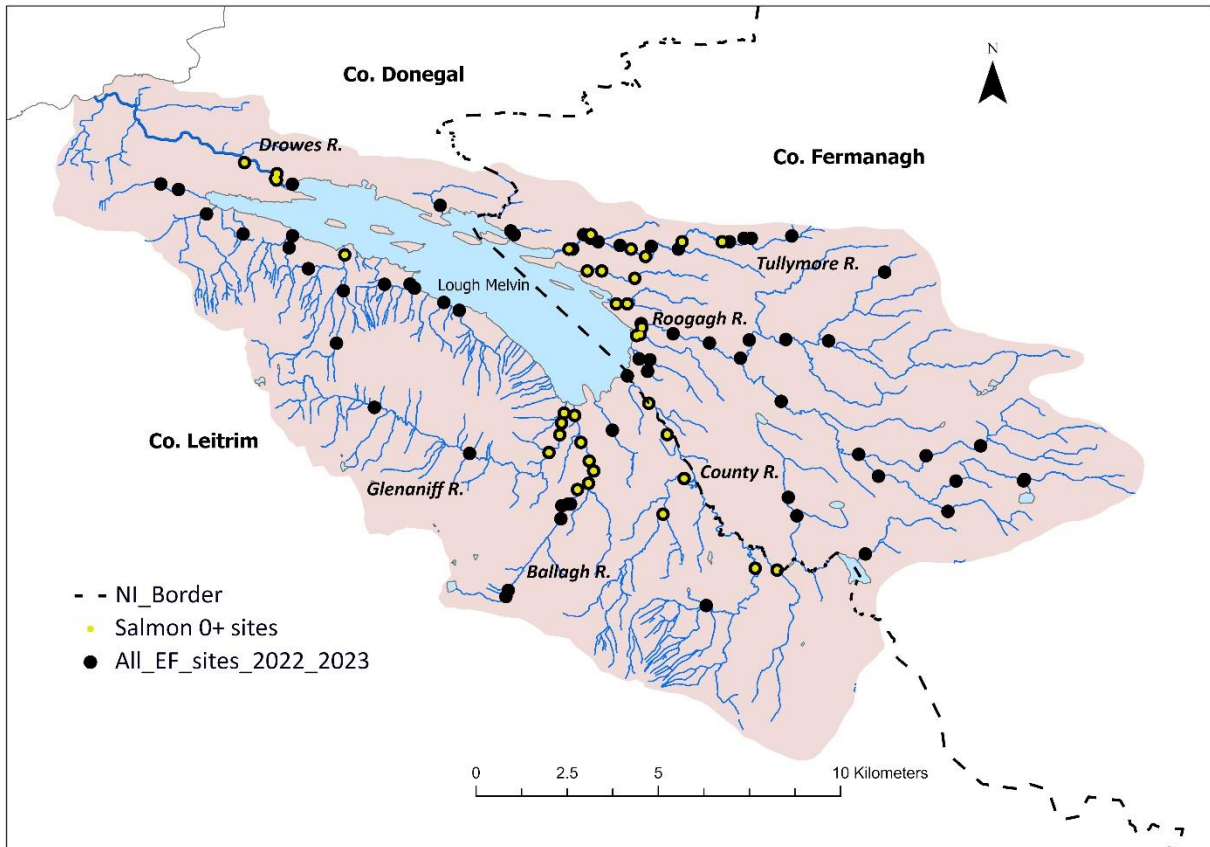 N
Co. Donegal
Co. Fermanagh
Drowes R.
Tullymore R.
Lough Melvin
Roogagh R.
Co. Leitrim
Glenaniff R.
County R.
Ballagh R.
NI_Border
Salmon 0+ sites
All_EF_sites_2022_2023
0 2.5 5 10 Kilometers